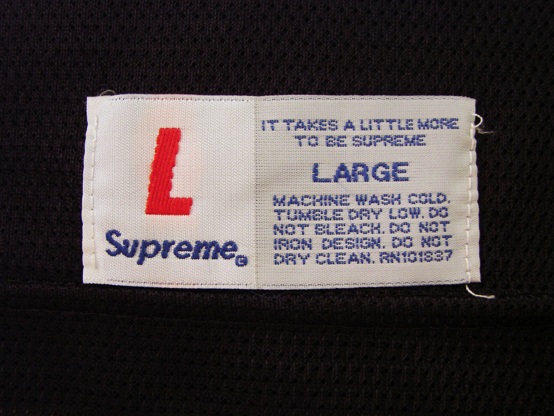 L
Supreme®
IT TAKES A LITTLE MORE
TO BE SUPREME
LARGE
MACHINE WASH COLD.
TUMBLE DRY LOW. DO
NOT BLEACH. DO NOT
IRON DESIGN. DO NOT
DRY CLEAN. RN101837